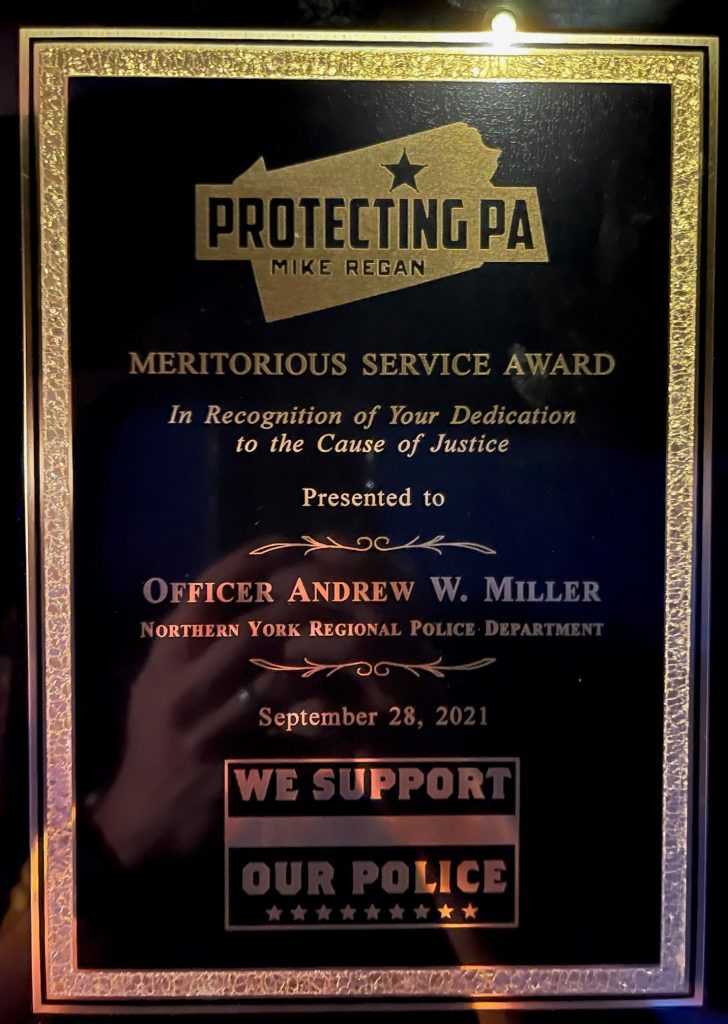 PROTECTING PA
MIKE REGAN
MERITORIOUS SERVICE AWARD
In Recognition of Your Dedication
to the Cause of Justice
Presented to
OFFICER ANDREW W. MILLER
NORTHERN YORK REGIONAL POLICE DEPARTMENT
September 28, 2021
WE SUPPORT
OUR POLICE